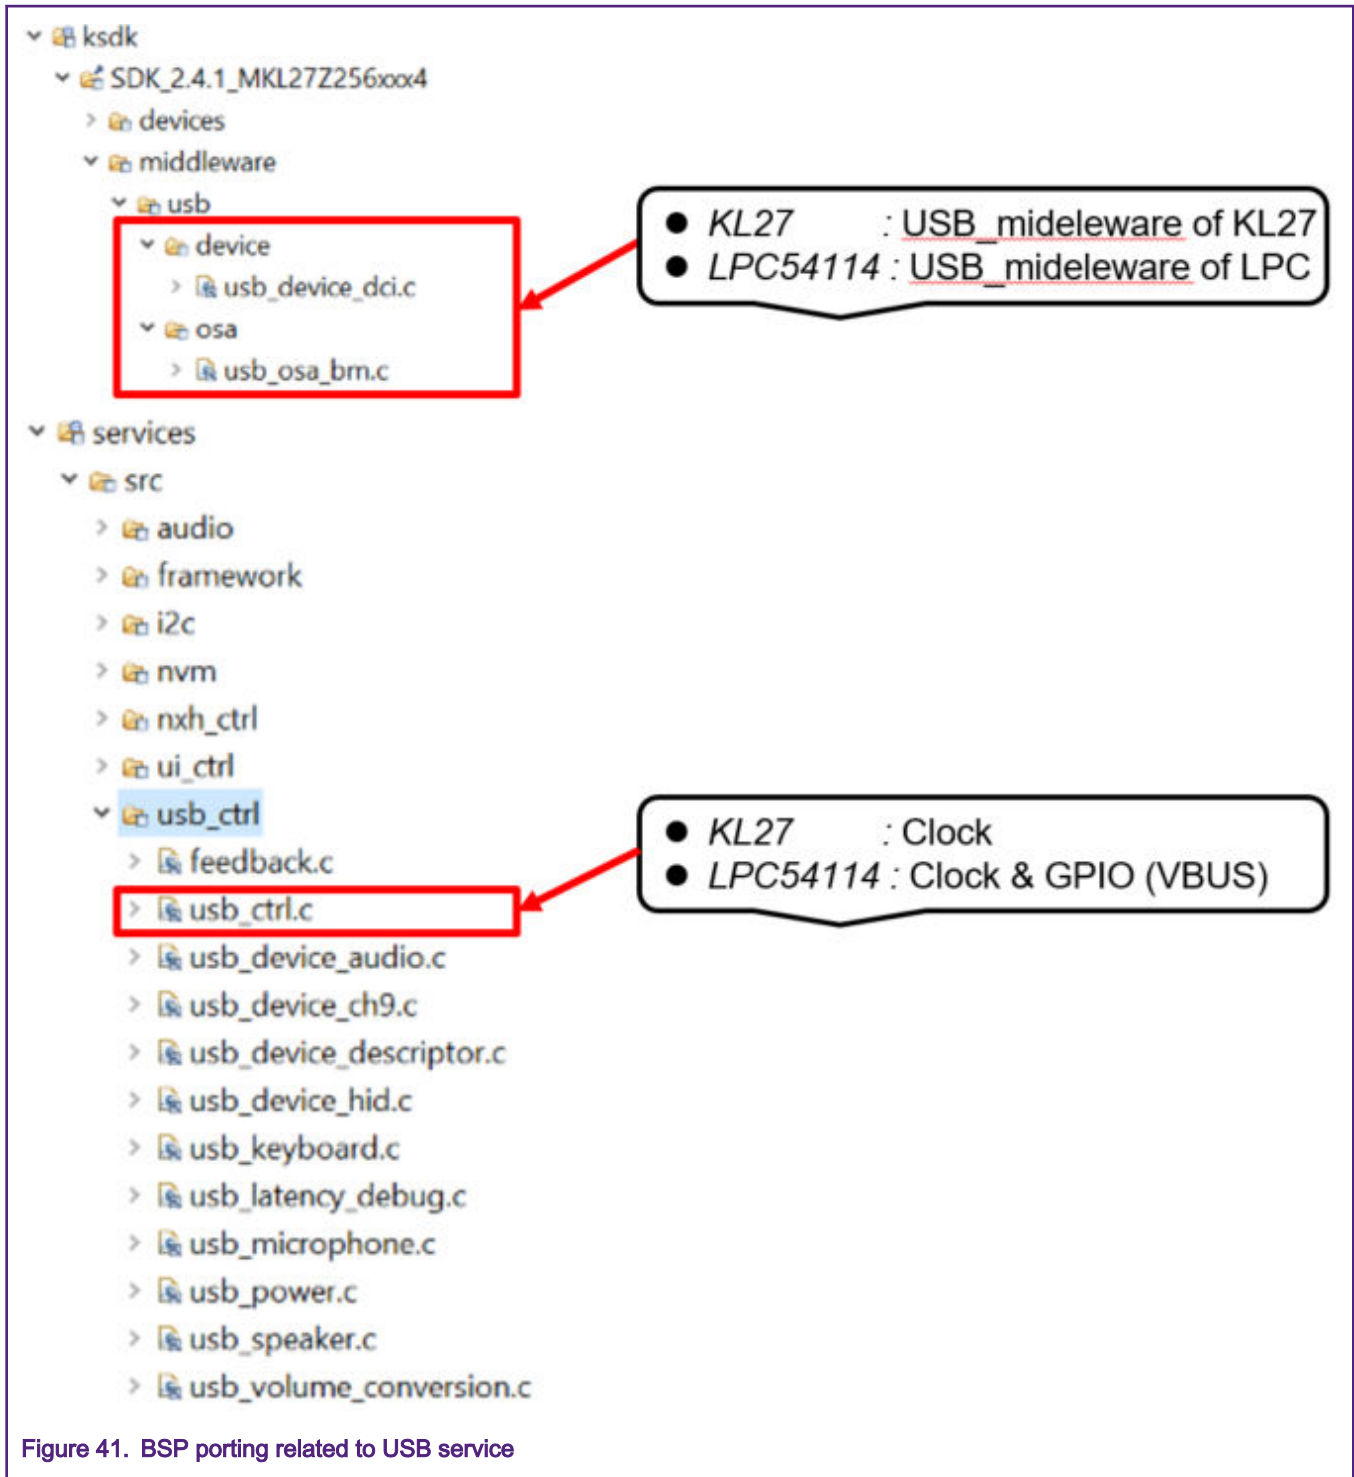 ksdk
SDK_2.4.1_MKL27Z256xxx4
devices
middleware
usb
device
usb_device_dci.c
osa
usb_osa_bm.c
● KL27 : USB_mideleware of KL27
● LPC54114 : USB_mideleware of LPC
services
src
audio
framework
i2c
nvm
nxh_ctrl
ui_ctrl
usb_ctrl
feedback.c
usb_ctrl.c
● KL27 : Clock
● LPC54114 : Clock & GPIO (VBUS)
usb_device_audio.c
usb_device_ch9.c
usb_device_descriptor.c
usb_device_hid.c
usb_keyboard.c
usb_latency_debug.c
usb_microphone.c
usb_power.c
usb_speaker.c
usb_volume_conversion.c
Figure 41. BSP porting related to USB service